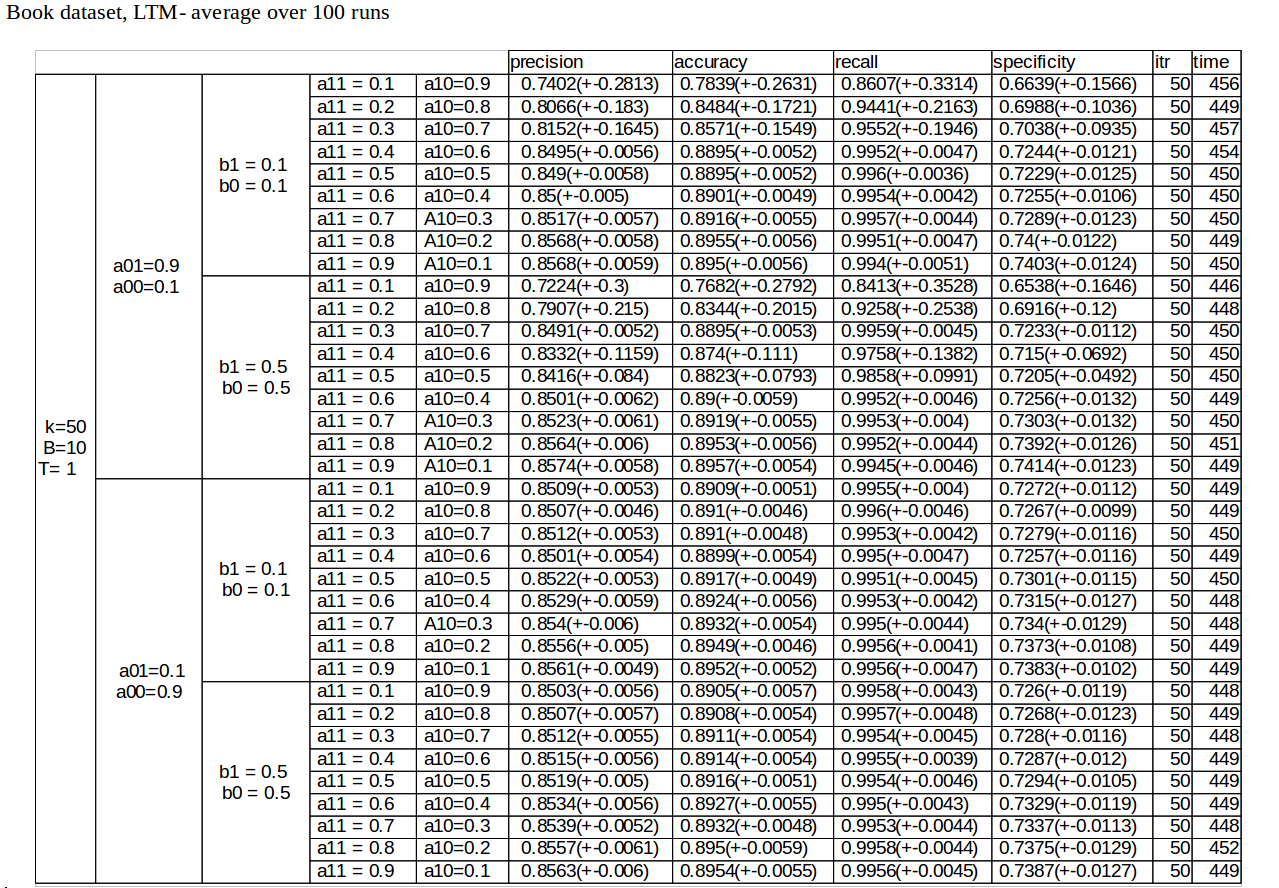 Book dataset, LTM- average over 100 runs
precision accuracy recall specificity itr time
k=50
B=10
T= 1
a01=0.9
a00=0.1
b1 = 0.1
b0 = 0.1
a11 = 0.1 a10=0.9 0.7402(+-0.2813) 0.7839(+-0.2631) 0.8607(+-0.3314) 0.6639(+-0.1566) 50 456
a11 = 0.2 a10=0.8 0.8066(+-0.183) 0.8484(+-0.1721) 0.9441(+-0.2163) 0.6988(+-0.1036) 50 449
a11 = 0.3 a10=0.7 0.8152(+-0.1645) 0.8571(+-0.1549) 0.9552(+-0.1946) 0.7038(+-0.0935) 50 457
a11 = 0.4 a10=0.6 0.8495(+-0.0056) 0.8895(+-0.0052) 0.9952(+-0.0047) 0.7244(+-0.0121) 50 454
a11 = 0.5 a10=0.5 0.849(+-0.0058) 0.8895(+-0.0052) 0.996(+-0.0036) 0.7229(+-0.0125) 50 450
a11 = 0.6 a10=0.4 0.85(+-0.005) 0.8901(+-0.0049) 0.9954(+-0.0042) 0.7255(+-0.0106) 50 450
a11 = 0.7 A10=0.3 0.8517(+-0.0057) 0.8916(+-0.0055) 0.9957(+-0.0044) 0.7289(+-0.0123) 50 450
a11 = 0.8 A10=0.2 0.8568(+-0.0058) 0.8955(+-0.0056) 0.9951(+-0.0047) 0.74(+-0.0122) 50 449
a11 = 0.9 A10=0.1 0.8568(+-0.0059) 0.895(+-0.0056) 0.994(+-0.0051) 0.7403(+-0.0124) 50 450
b1 = 0.5
b0 = 0.5
a11 = 0.1 a10=0.9 0.7224(+-0.3) 0.7682(+-0.2792) 0.8413(+-0.3528) 0.6538(+-0.1646) 50 446
a11 = 0.2 a10=0.8 0.7907(+-0.215) 0.8344(+-0.2015) 0.9258(+-0.2538) 0.6916(+-0.12) 50 448
a11 = 0.3 a10=0.7 0.8491(+-0.0052) 0.8895(+-0.0053) 0.9959(+-0.0045) 0.7233(+-0.0112) 50 450
a11 = 0.4 a10=0.6 0.8332(+-0.1159) 0.874(+-0.111) 0.9758(+-0.1382) 0.715(+-0.0692) 50 450
a11 = 0.5 a10=0.5 0.8416(+-0.084) 0.8823(+-0.0793) 0.9858(+-0.0991) 0.7205(+-0.0492) 50 450
a11 = 0.6 a10=0.4 0.8501(+-0.0062) 0.89(+-0.0059) 0.9952(+-0.0046) 0.7256(+-0.0132) 50 449
a11 = 0.7 A10=0.3 0.8523(+-0.0061) 0.8919(+-0.0055) 0.9953(+-0.004) 0.7303(+-0.0132) 50 450
a11 = 0.8 A10=0.2 0.8564(+-0.006) 0.8953(+-0.0056) 0.9952(+-0.0044) 0.7392(+-0.0126) 50 451
a11 = 0.9 A10=0.1 0.8574(+-0.0058) 0.8957(+-0.0054) 0.9945(+-0.0046) 0.7414(+-0.0123) 50 449
a01=0.1
a00=0.9
b1 = 0.1
b0 = 0.1
a11 = 0.1 a10=0.9 0.8509(+-0.0053) 0.8909(+-0.0051) 0.9955(+-0.004) 0.7272(+-0.0112) 50 449
a11 = 0.2 a10=0.8 0.8507(+-0.0046) 0.891(+-0.0046) 0.996(+-0.0046) 0.7267(+-0.0099) 50 449
a11 = 0.3 a10=0.7 0.8512(+-0.0053) 0.891(+-0.0048) 0.9953(+-0.0042) 0.7279(+-0.0116) 50 450
a11 = 0.4 a10=0.6 0.8501(+-0.0054) 0.8899(+-0.0054) 0.995(+-0.0047) 0.7257(+-0.0116) 50 449
a11 = 0.5 a10=0.5 0.8522(+-0.0053) 0.8917(+-0.0049) 0.9951(+-0.0045) 0.7301(+-0.0115) 50 450
a11 = 0.6 a10=0.4 0.8529(+-0.0059) 0.8924(+-0.0056) 0.9953(+-0.0042) 0.7315(+-0.0127) 50 448
a11 = 0.7 A10=0.3 0.854(+-0.006) 0.8932(+-0.0054) 0.995(+-0.0044) 0.734(+-0.0129) 50 448
a11 = 0.8 a10=0.2 0.8556(+-0.005) 0.8949(+-0.0046) 0.9956(+-0.0041) 0.7373(+-0.0108) 50 449
a11 = 0.9 a10=0.1 0.8561(+-0.0049) 0.8952(+-0.0052) 0.9956(+-0.0047) 0.7383(+-0.0102) 50 449
b1 = 0.5
b0 = 0.5
a11 = 0.1 a10=0.9 0.8503(+-0.0056) 0.8905(+-0.0057) 0.9958(+-0.0043) 0.726(+-0.0119) 50 448
a11 = 0.2 a10=0.8 0.8507(+-0.0057) 0.8908(+-0.0054) 0.9957(+-0.0048) 0.7268(+-0.0123) 50 449
a11 = 0.3 a10=0.7 0.8512(+-0.0055) 0.8911(+-0.0054) 0.9954(+-0.0045) 0.728(+-0.0116) 50 448
a11 = 0.4 a10=0.6 0.8515(+-0.0056) 0.8914(+-0.0054) 0.9955(+-0.0039) 0.7287(+-0.012) 50 449
a11 = 0.5 a10=0.5 0.8519(+-0.005) 0.8916(+-0.0051) 0.9954(+-0.0046) 0.7294(+-0.0105) 50 449
a11 = 0.6 a10=0.4 0.8534(+-0.0056) 0.8927(+-0.0055) 0.995(+-0.0043) 0.7329(+-0.0119) 50 449
a11 = 0.7 a10=0.3 0.8539(+-0.0052) 0.8932(+-0.0048) 0.9953(+-0.0044) 0.7337(+-0.0113) 50 448
a11 = 0.8 a10=0.2 0.8557(+-0.0061) 0.895(+-0.0059) 0.9958(+-0.0044) 0.7375(+-0.0129) 50 452
a11 = 0.9 a10=0.1 0.8563(+-0.006) 0.8954(+-0.0055) 0.9956(+-0.0045) 0.7387(+-0.0127) 50 449